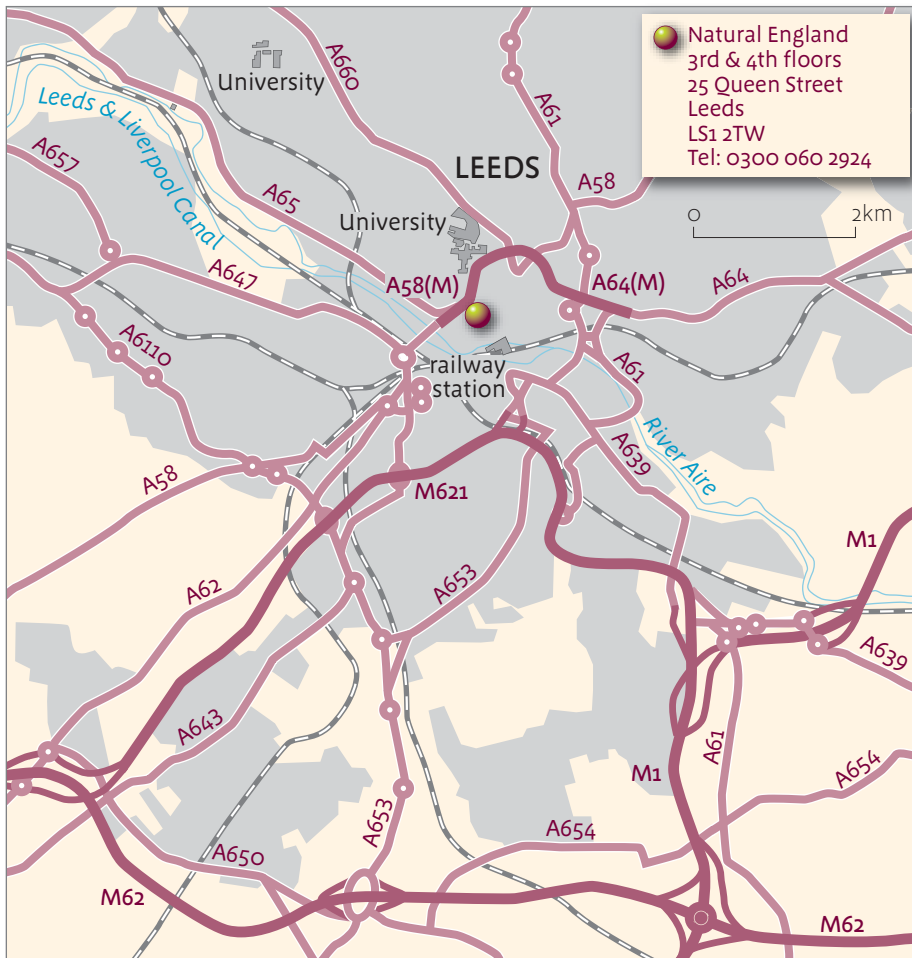 Natural England
3rd & 4th floors
25 Queen Street
Leeds
LS1 2TW
Tel: 0300 060 2924
0
2km
University
A660
A61
Leeds & Liverpool Canal
A657
LEEDS
A58
A65
University
A647
A58(M)
A64(M)
A64
A6110
railway
station
A61
River Aire
A639
A58
M621
M1
A62
A653
A639
A643
A61
M1
A654
A653
A654
A650
M62
M62